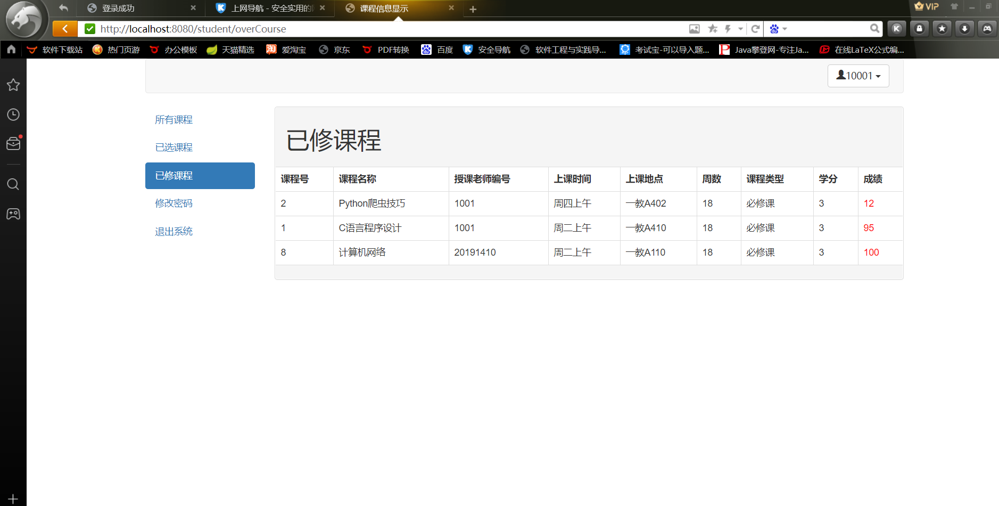 登录成功
上网导航 - 安全实用的
课程信息显示
VIP
http://localhost:8080/student/overCourse
软件下载站 热门页游 办公模板 天猫精选 爱淘宝 京东 PDF转换 百度 安全导航 软件工程与实践导... 考试宝-可以导入题... Java攀登网-专注Ja... 在线LaTeX公式编...
10001
所有课程
已选课程
已修课程
修改密码
退出系统
已修课程
课程号 课程名称 授课老师编号 上课时间 上课地点 周数 课程类型 学分 成绩
2 Python爬虫技巧 1001 周四上午 一教A402 18 必修课 3 12
1 C语言程序设计 1001 周二上午 一教A410 18 必修课 3 95
8 计算机网络 20191410 周二上午 一教A110 18 必修课 3 100